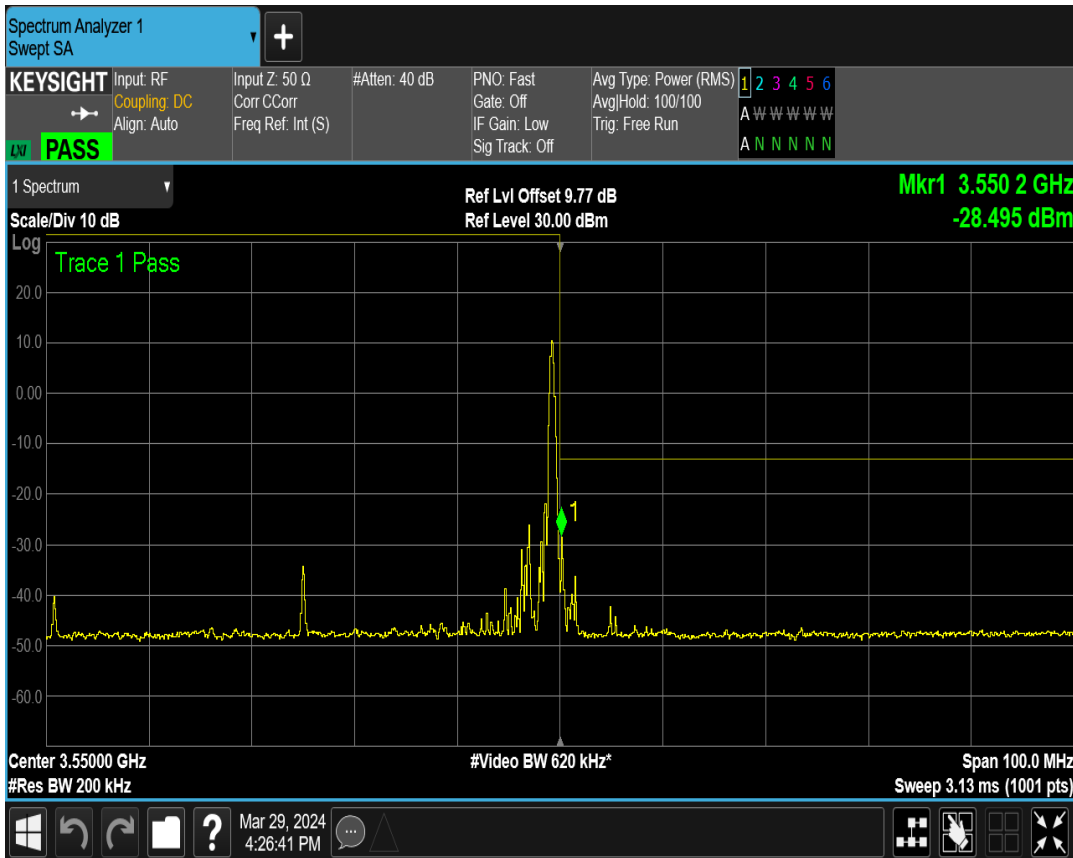 Spectrum Analyzer 1
Swept SA
+
KEYSIGHT
LXI PASS
Input: RF
Coupling: DC
Align: Auto
Input Z: 50 Ω
Corr CCorr
Freq Ref: Int (S)
#Atten: 40 dB
PNO: Fast
Gate: Off
IF Gain: Low
Sig Track: Off
Avg Type: Power (RMS)
Avg|Hold: 100/100
Trig: Free Run
1 2 3 4 5 6
A W W W W W
A N N N N N
1 Spectrum
Scale/Div 10 dB
Ref Lvl Offset 9.77 dB
Ref Level 30.00 dBm
Mkr1 3.550 2 GHz
-28.495 dBm
Log
Trace 1 Pass
20.0
10.0
0.00
-10.0
-20.0
1
-30.0
-40.0
-50.0
-60.0
Center 3.55000 GHz
#Video BW 620 kHz*
Span 100.0 MHz
#Res BW 200 kHz
Sweep 3.13 ms (1001 pts)
?
Mar 29, 2024
4:26:41 PM